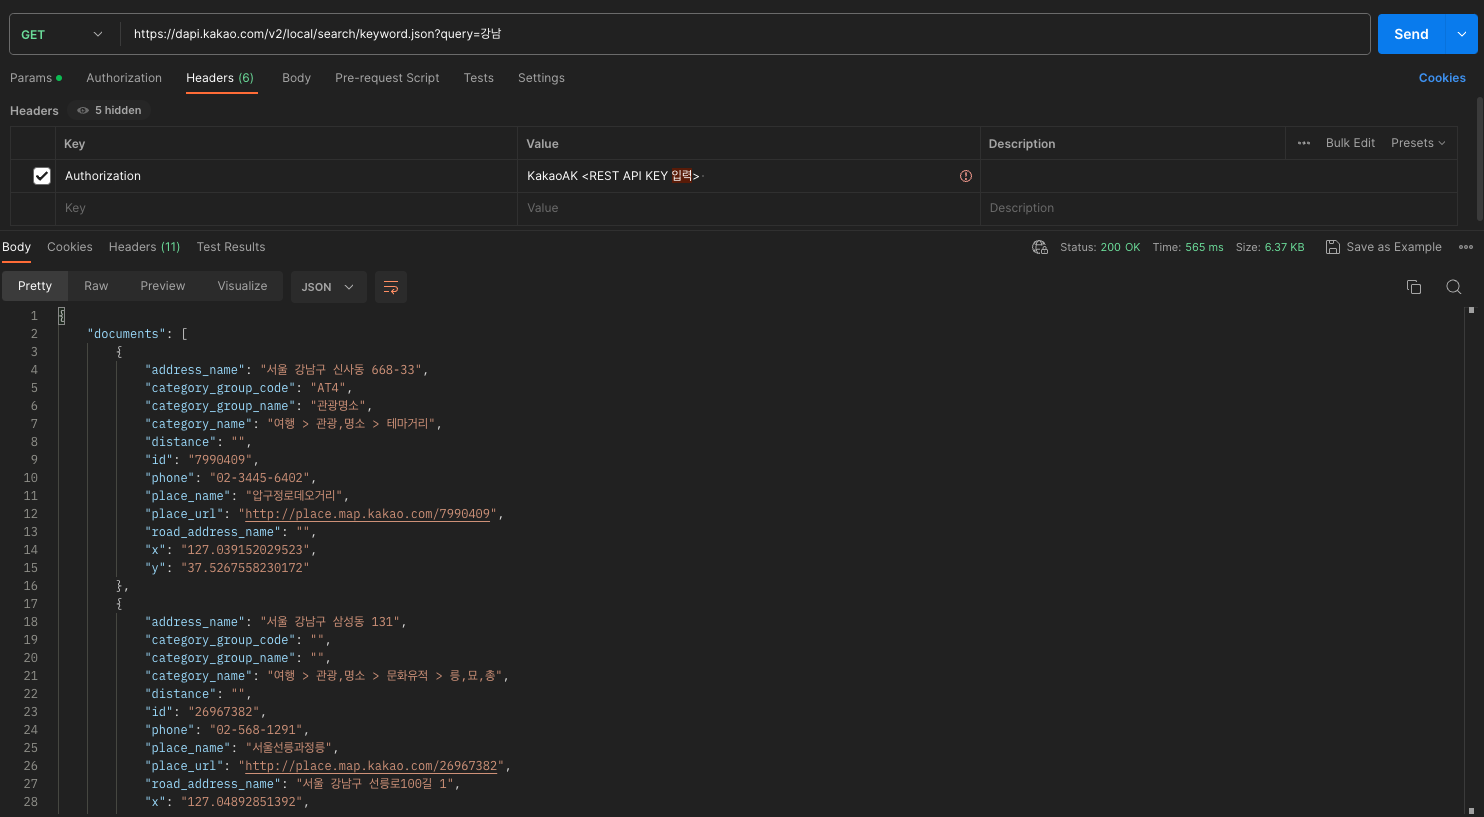 GET https://dapi.kakao.com/v2/local/search/keyword.json?query=강남 Send
Params Authorization Headers (6) Body Pre-request Script Tests Settings Cookies
Headers 5 hidden
Key Value Description Bulk Edit Presets
Authorization KakaoAK <REST API KEY 입력>
Key Value Description
Body Cookies Headers (11) Test Results Status: 200 OK Time: 565 ms Size: 6.37 KB Save as Example
Pretty Raw Preview Visualize JSON
1 {
2 "documents": [
3 {
4 "address_name": "서울 강남구 신사동 668-33",
5 "category_group_code": "AT4",
6 "category_group_name": "관광명소",
7 "category_name": "여행 > 관광,명소 > 테마거리",
8 "distance": "",
9 "id": "7990409",
10 "phone": "02-3445-6402",
11 "place_name": "압구정로데오거리",
12 "place_url": "http://place.map.kakao.com/7990409",
13 "road_address_name": "",
14 "x": "127.039152029523",
15 "y": "37.5267558230172"
16 },
17 {
18 "address_name": "서울 강남구 삼성동 131",
19 "category_group_code": "",
20 "category_group_name": "",
21 "category_name": "여행 > 관광,명소 > 문화유적 > 릉,묘,총",
22 "distance": "",
23 "id": "26967382",
24 "phone": "02-568-1291",
25 "place_name": "서울선릉과정릉",
26 "place_url": "http://place.map.kakao.com/26967382",
27 "road_address_name": "서울 강남구 선릉로100길 1",
28 "x": "127.04892851392",